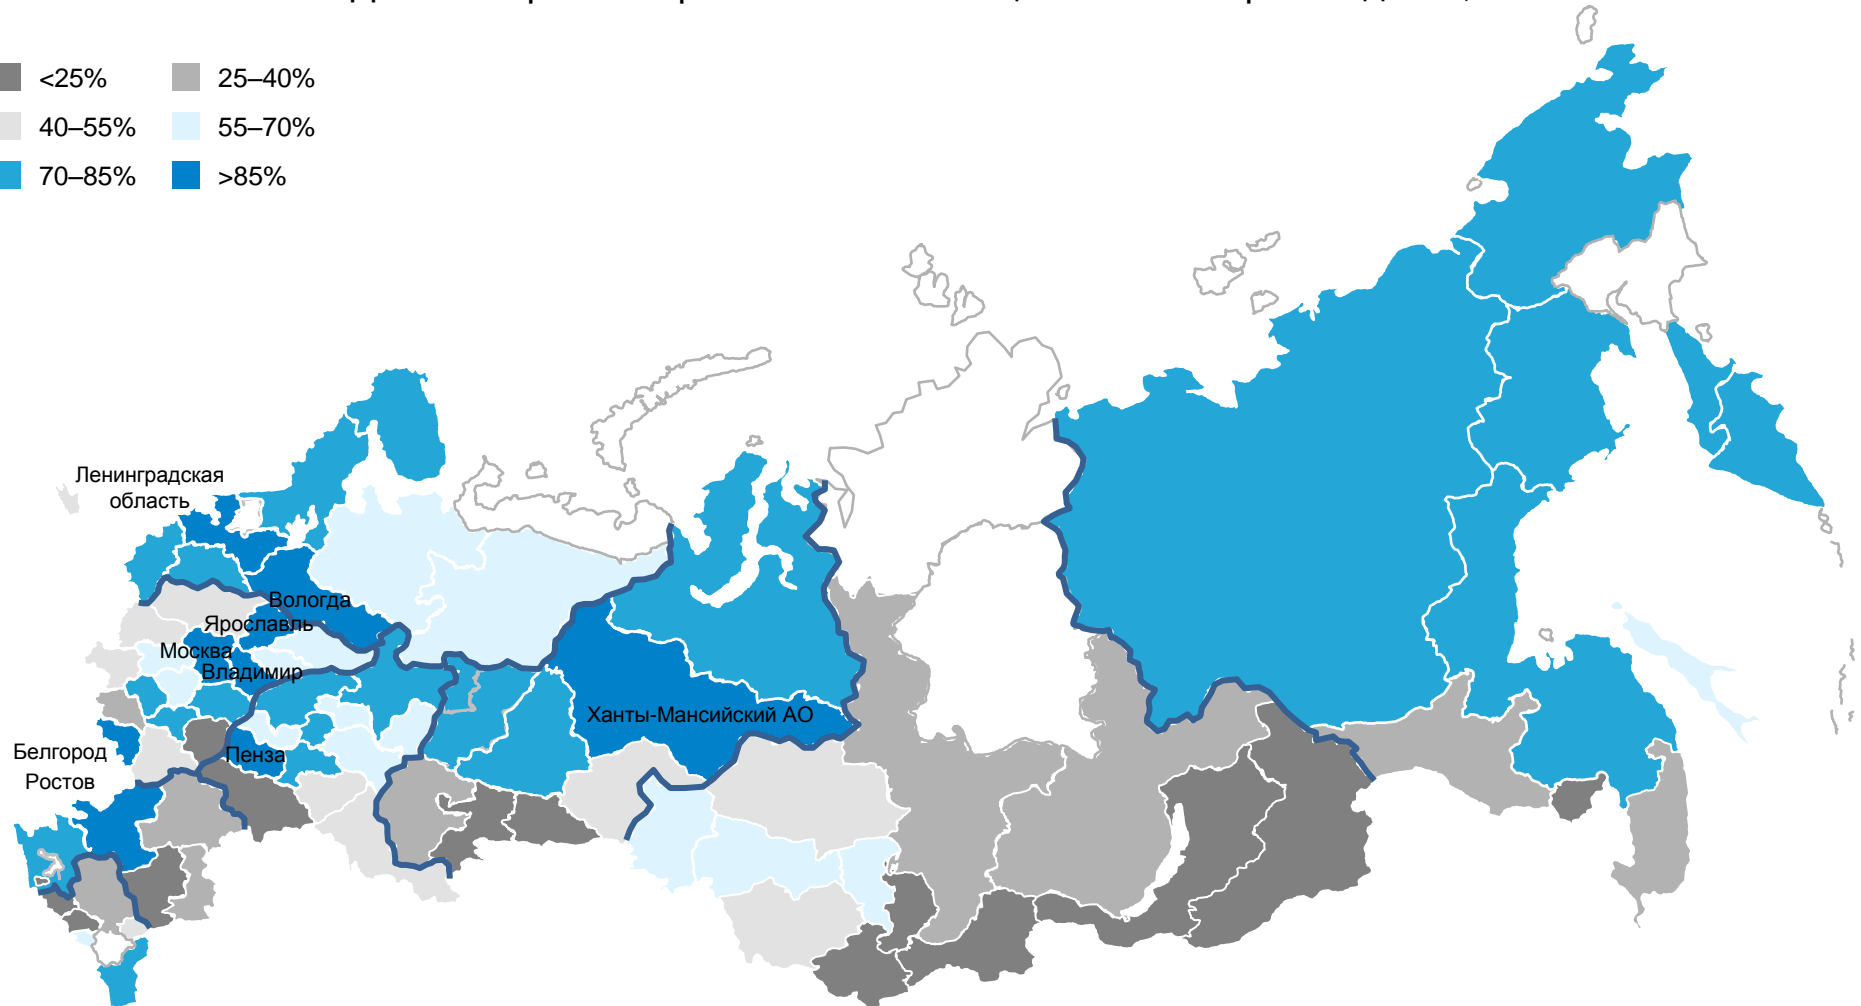 <25%
25–40%
40–55%
55–70%
70–85%
>85%
Ленинградская
область
Вологда
Ярославль
Москва
Владимир
Ханты-Мансийский АО
Белгород
Пенза
Ростов